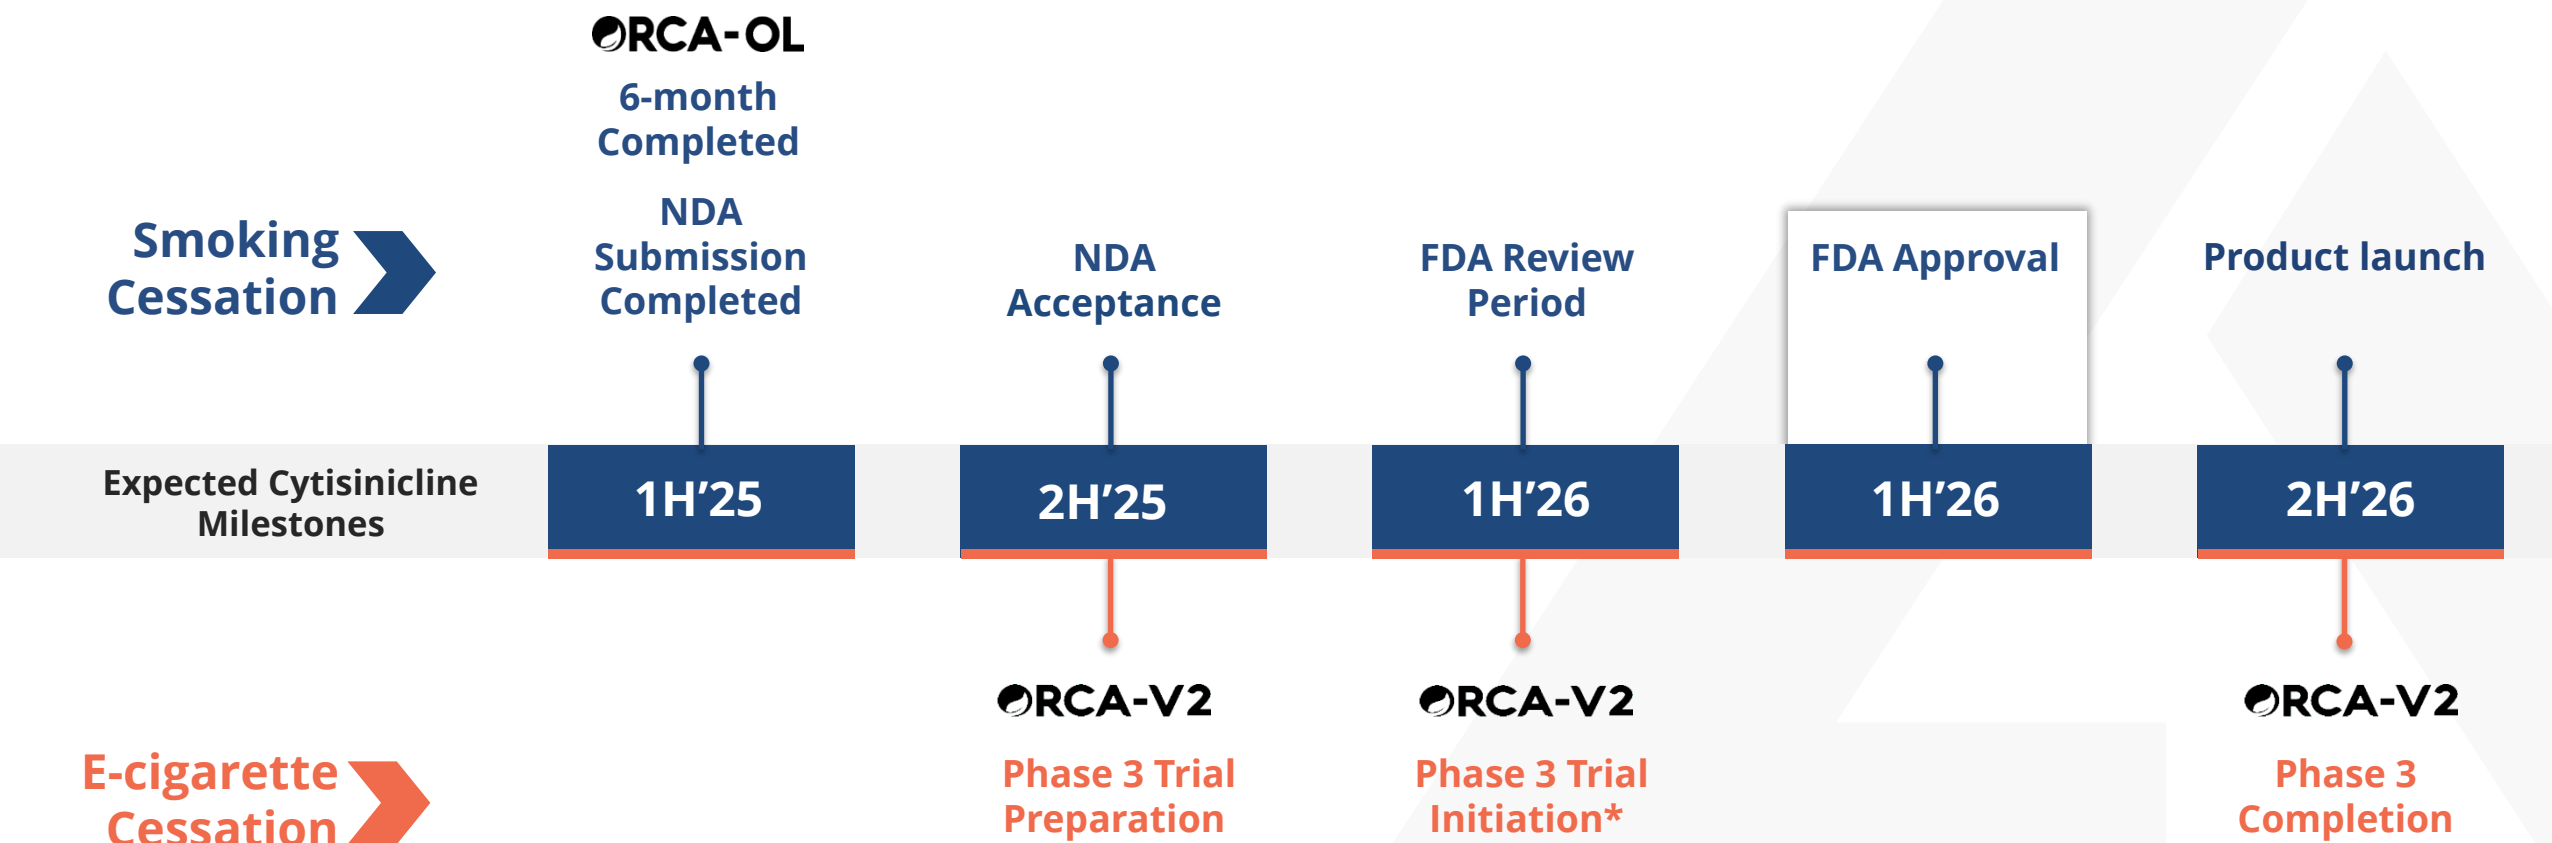 ORCA-OL
6-month
Completed
NDA
Submission
Completed
Smoking
Cessation
NDA
Acceptance
FDA Review
Period
FDA Approval
Product launch
Expected Cytisinicline
Milestones
1H’25
2H’25
1H’26
1H’26
2H’26
E-cigarette
Cessation
ORCA-V2
Phase 3 Trial
Preparation
ORCA-V2
Phase 3 Trial
Initiation*
ORCA-V2
Phase 3
Completion